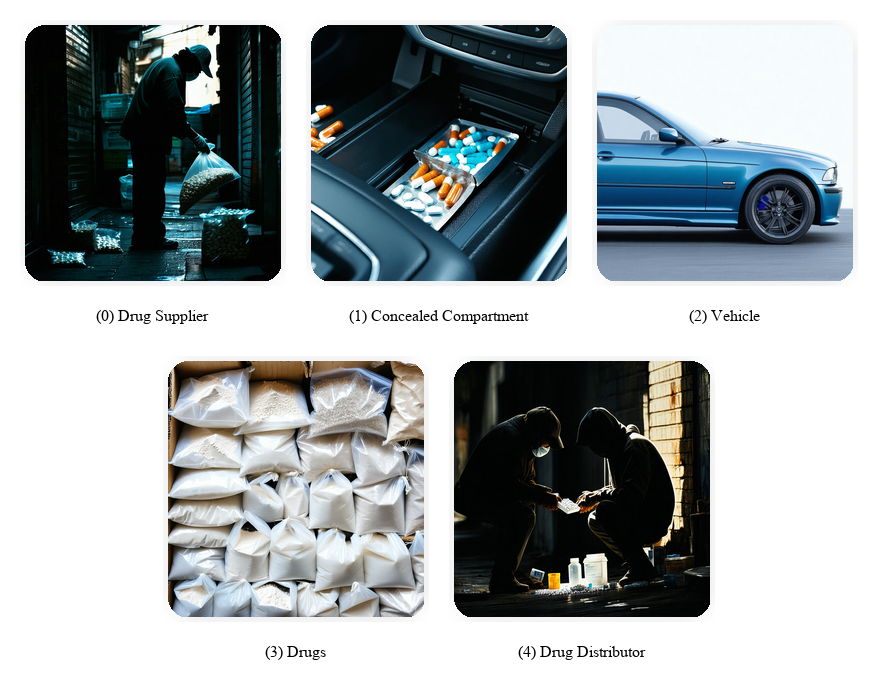 (0) Drug Supplier
(1) Concealed Compartment
(2) Vehicle
(3) Drugs
(4) Drug Distributor